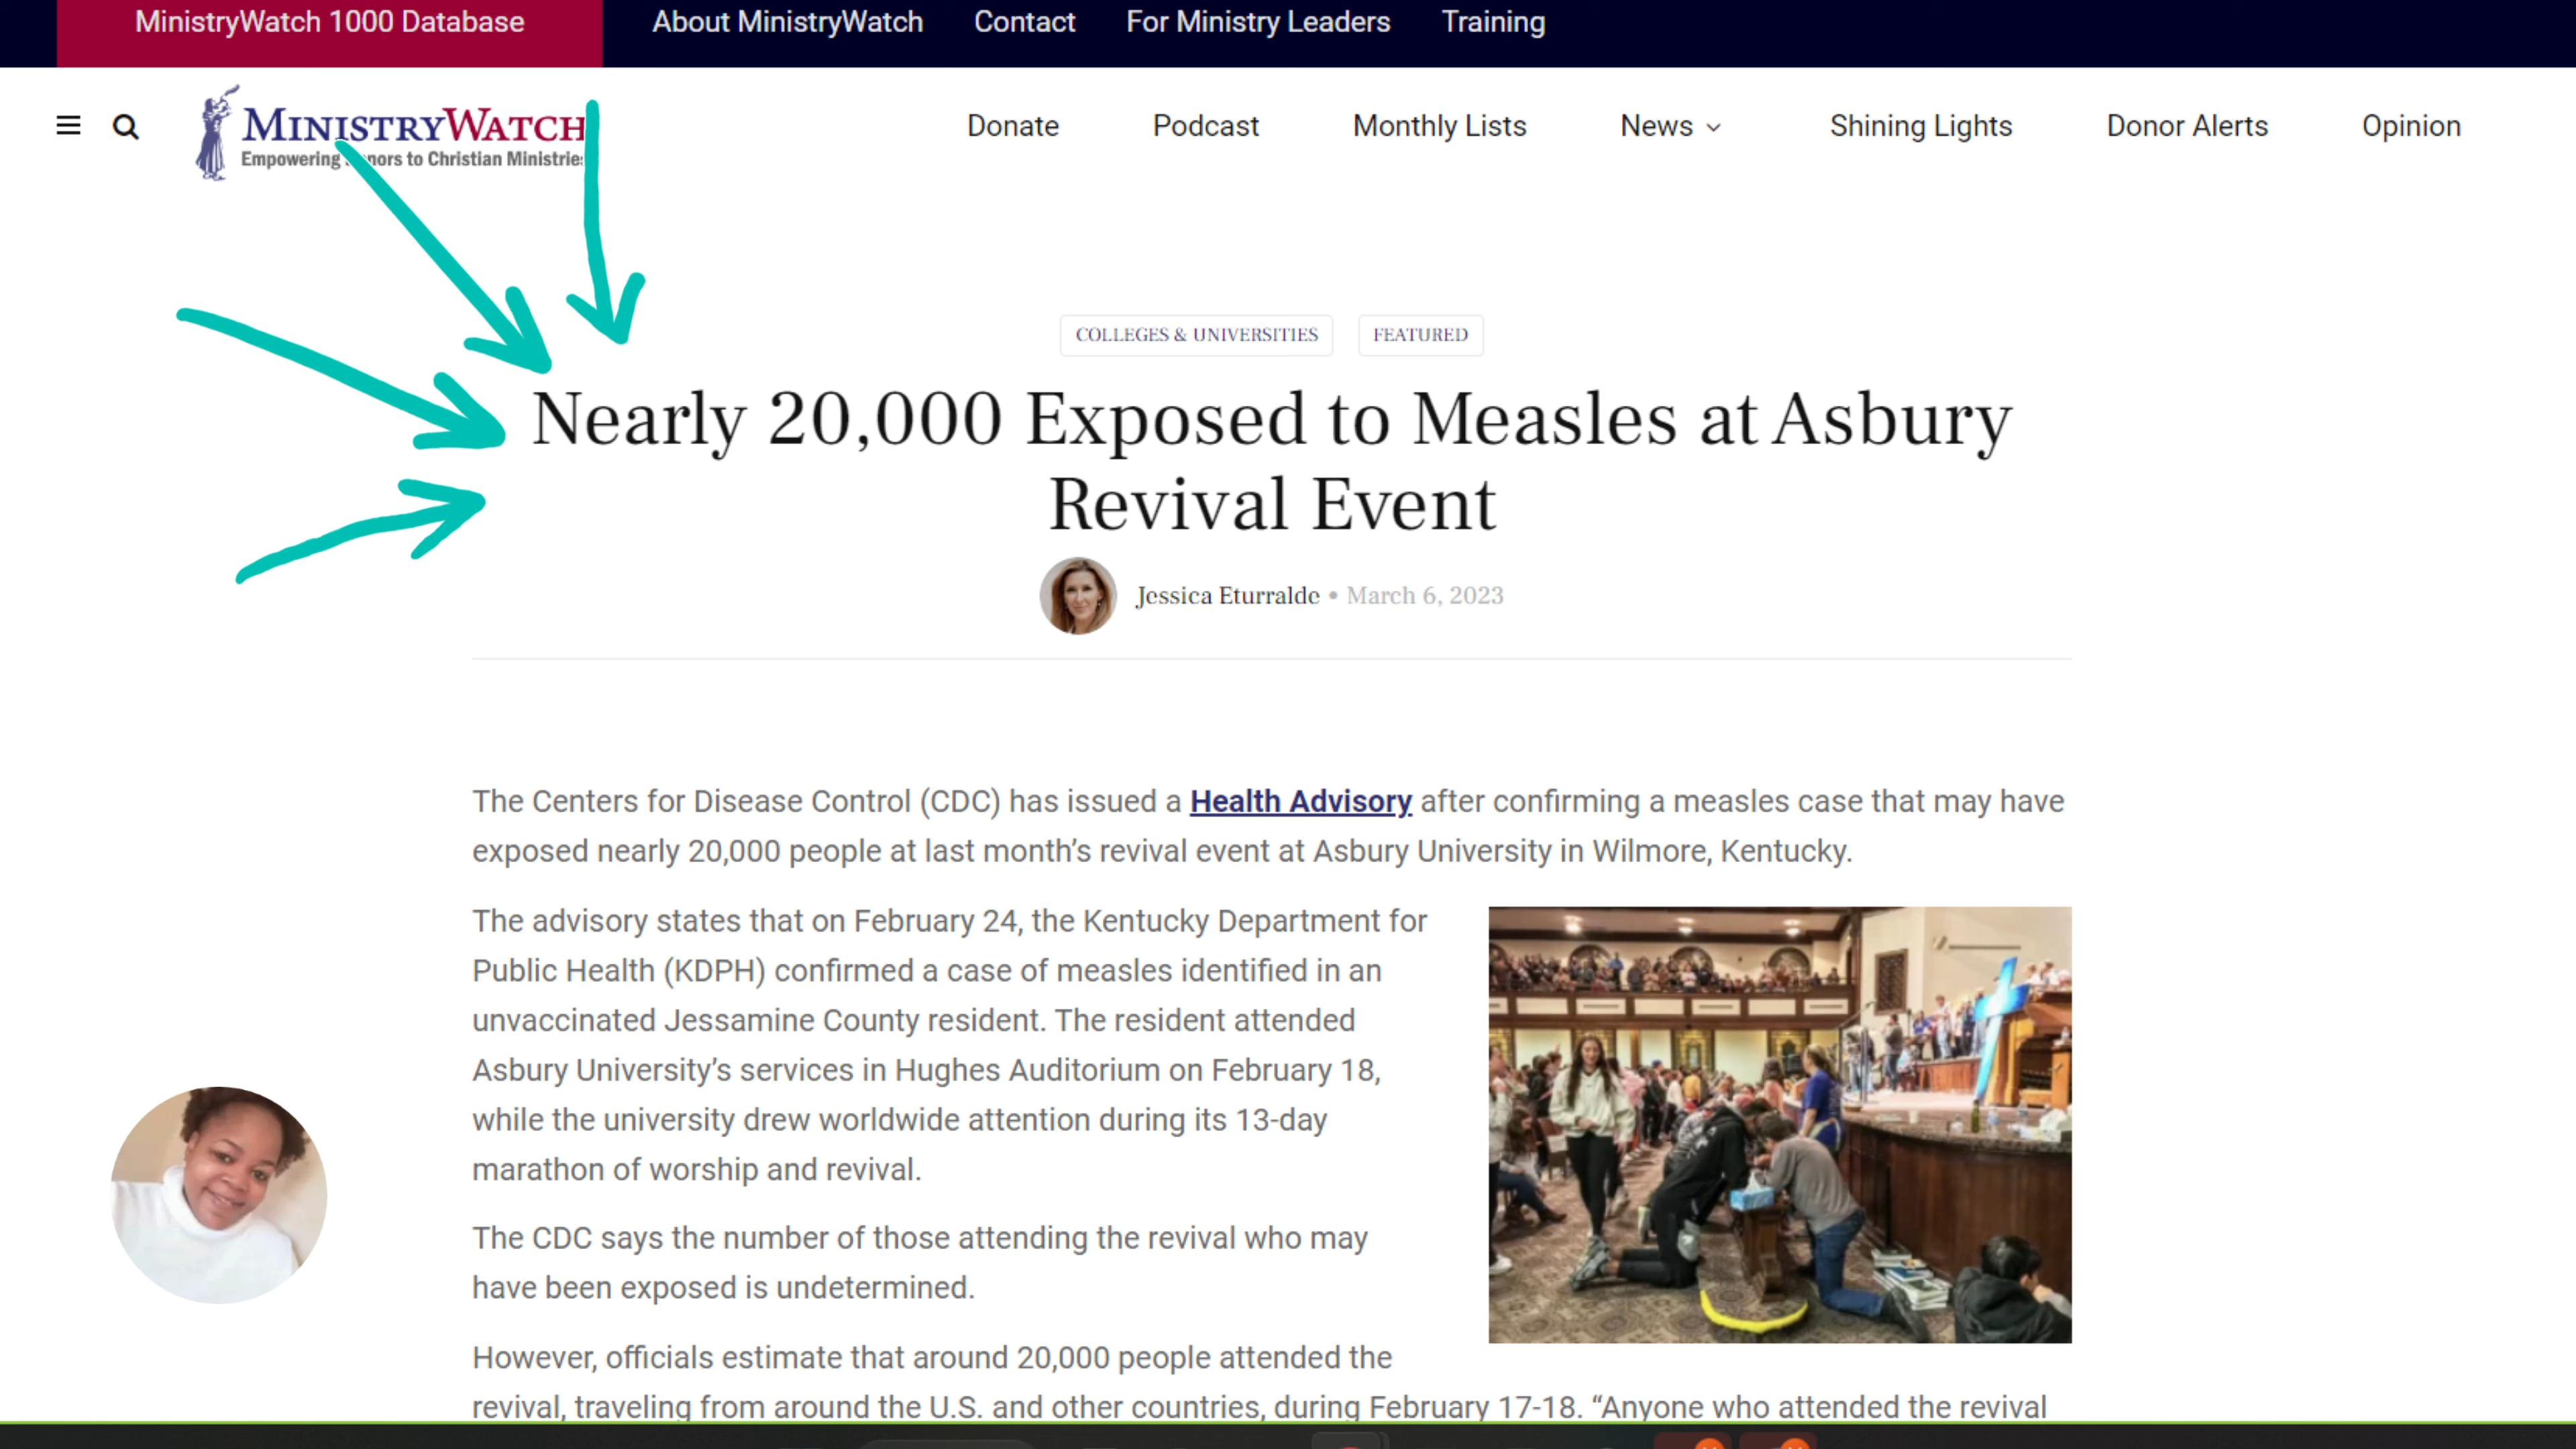 MinistryWatch 1000 Database About MinistryWatch Contact For Ministry Leaders Training
MINISTRYWATCH Donate Podcast Monthly Lists News Shining Lights Donor Alerts Opinion
Empowering to Christian Ministries
COLLEGES & UNIVERSITIES FEATURED
Nearly 20,000 Exposed to Measles at Asbury
Revival Event
Jessica Eturralde • March 6, 2023
The Centers for Disease Control (CDC) has issued a Health Advisory after confirming a measles case that may have
exposed nearly 20,000 people at last month’s revival event at Asbury University in Wilmore, Kentucky.
The advisory states that on February 24, the Kentucky Department for
Public Health (KDPH) confirmed a case of measles identified in an
unvaccinated Jessamine County resident. The resident attended
Asbury University’s services in Hughes Auditorium on February 18,
while the university drew worldwide attention during its 13-day
marathon of worship and revival.
The CDC says the number of those attending the revival who may
have been exposed is undetermined.
However, officials estimate that around 20,000 people attended the
revival, traveling from around the U.S. and other countries, during February 17-18. “Anyone who attended the revival